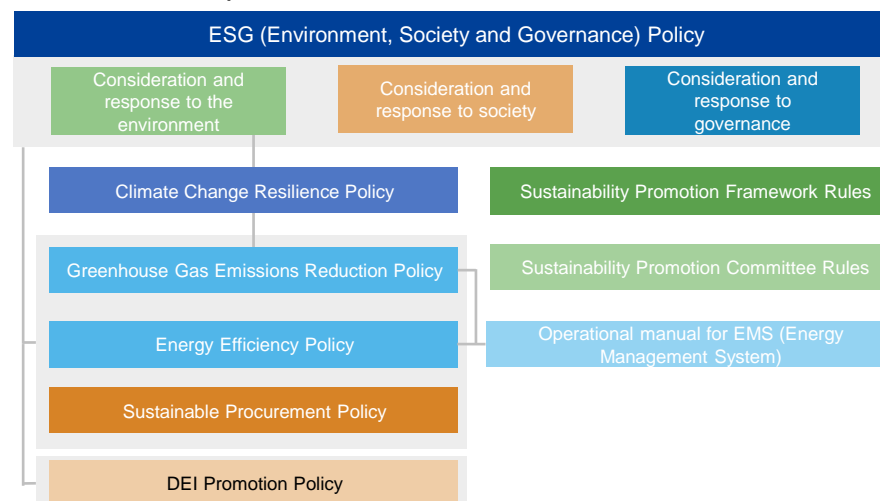 ESG (Environment, Society and Governance) Policy
Consideration and
response to the
environment
Consideration and
response to society
Consideration and
response to
governance
Climate Change Resilience Policy
Sustainability Promotion Framework Rules
Greenhouse Gas Emissions Reduction Policy
Sustainability Promotion Committee Rules
Energy Efficiency Policy
Operational manual for EMS (Energy
Management System)
Sustainable Procurement Policy
DEI Promotion Policy